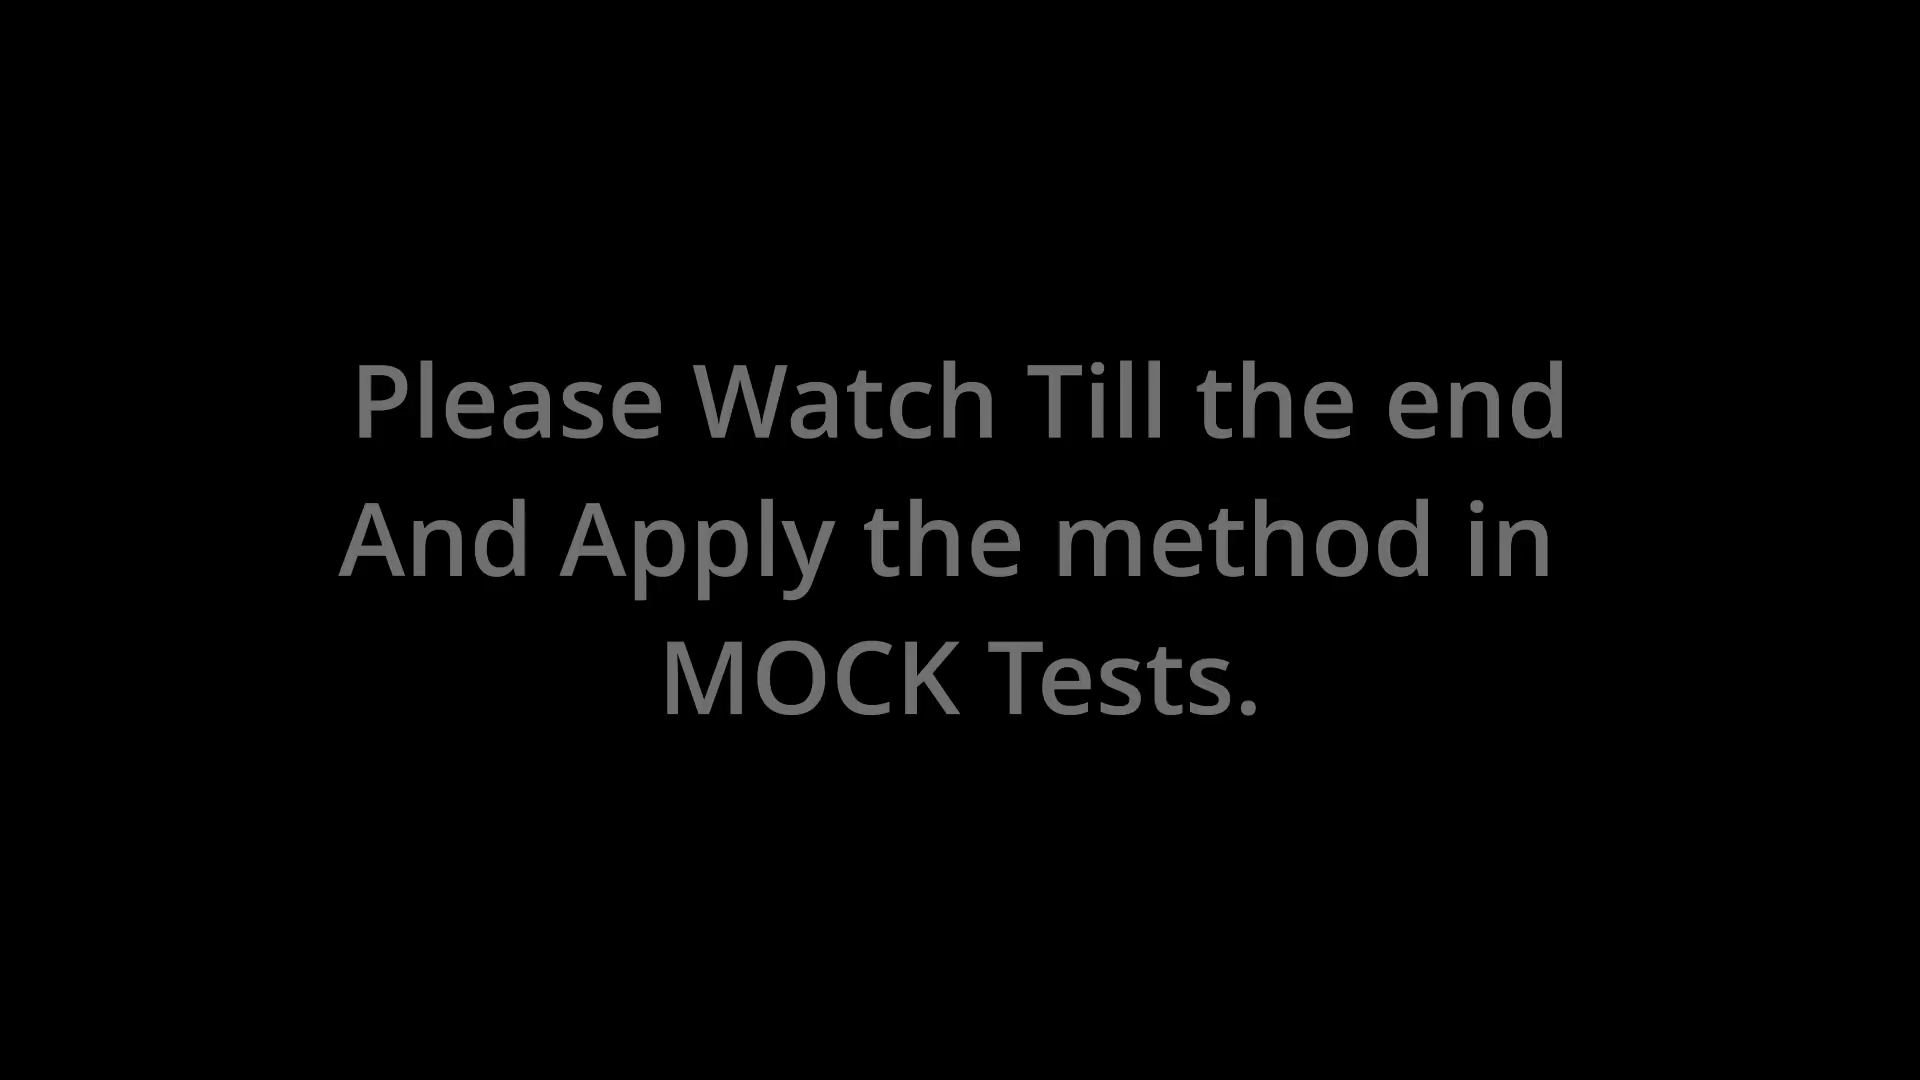 Please Watch Till the end
And Apply the method in
MOCK Tests.